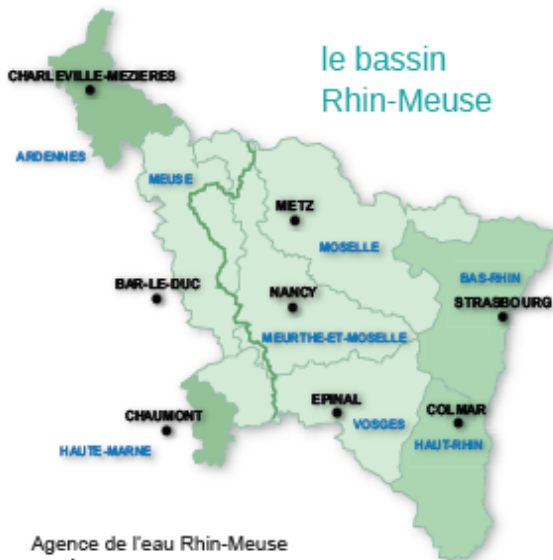 le bassin
Rhin-Meuse
CHARLEVILLE-MEZIERES
ARDENNES
MEUSE
METZ
MOSELLE
BAS-RHIN
BAR-LE-DUC
NANCY
STRASBOURG
MEURTHE-ET-MOSELLE
CHAUMONT
EPINAL
COLMAR
VOSGES
HAUTE-MARNE
HAUT-RHIN
Agence de l'eau Rhin-Meuse